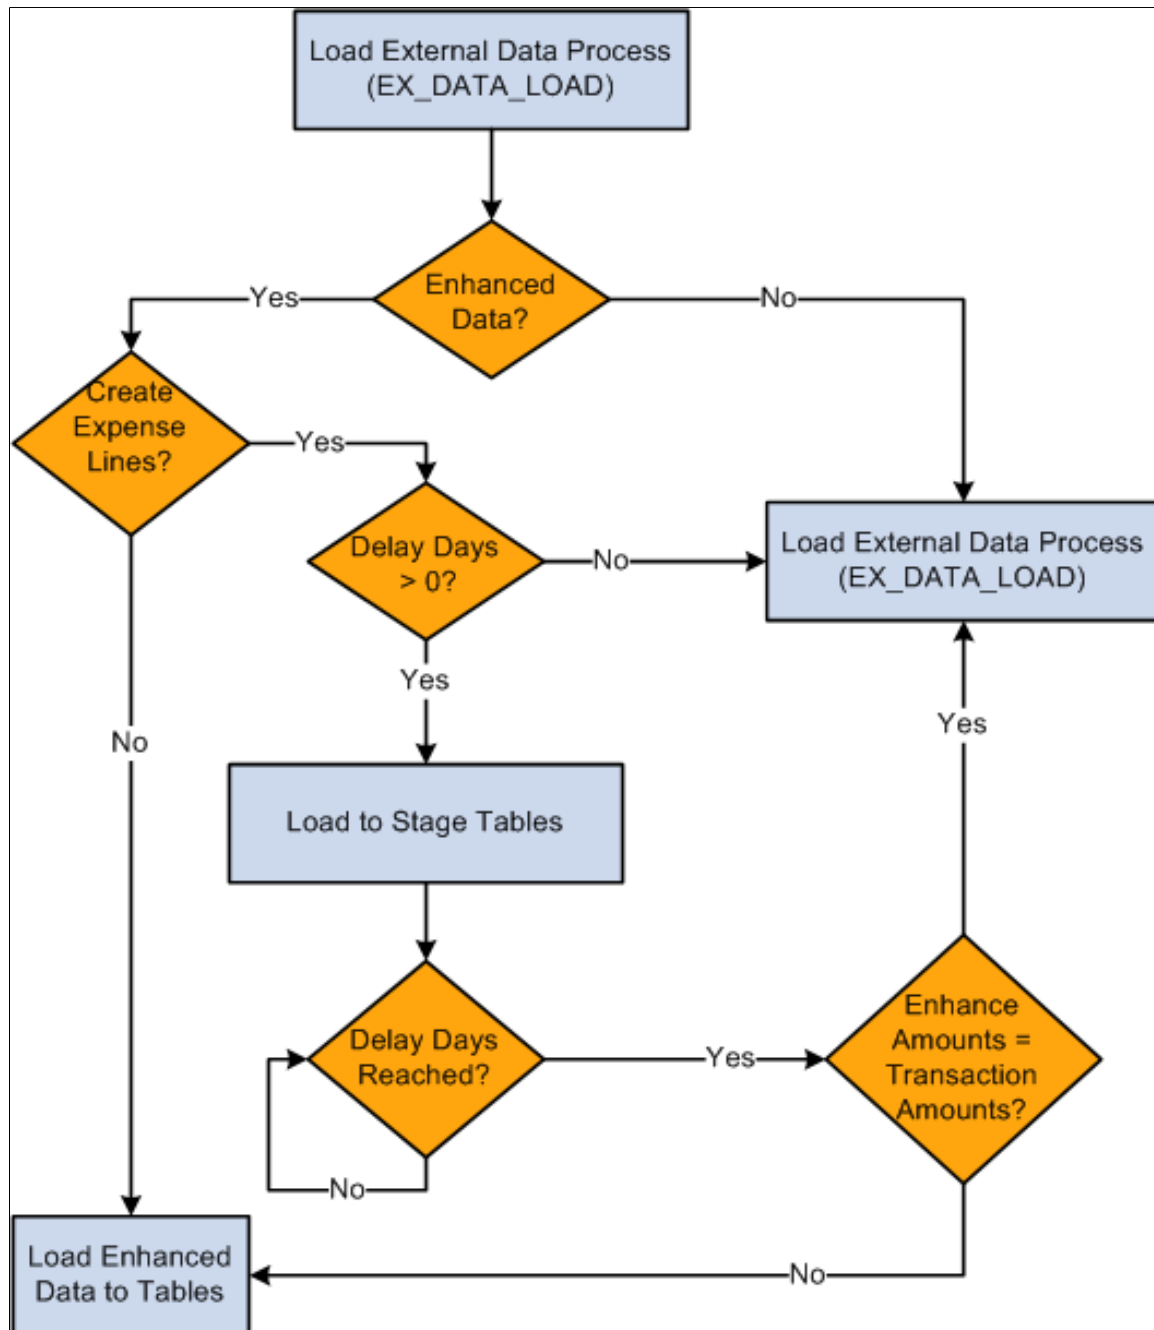 Load External Data Process
(EX_DATA_LOAD)
Enhanced
Data?
Yes
No
Create
Expense
Lines?
Yes
Delay Days
> 0?
No
Load External Data Process
(EX_DATA_LOAD)
Yes
Yes
No
Load to Stage Tables
Enhance
Amounts =
Transaction
Amounts?
Delay Days
Reached?
Yes
No
Load Enhanced
Data to Tables
No